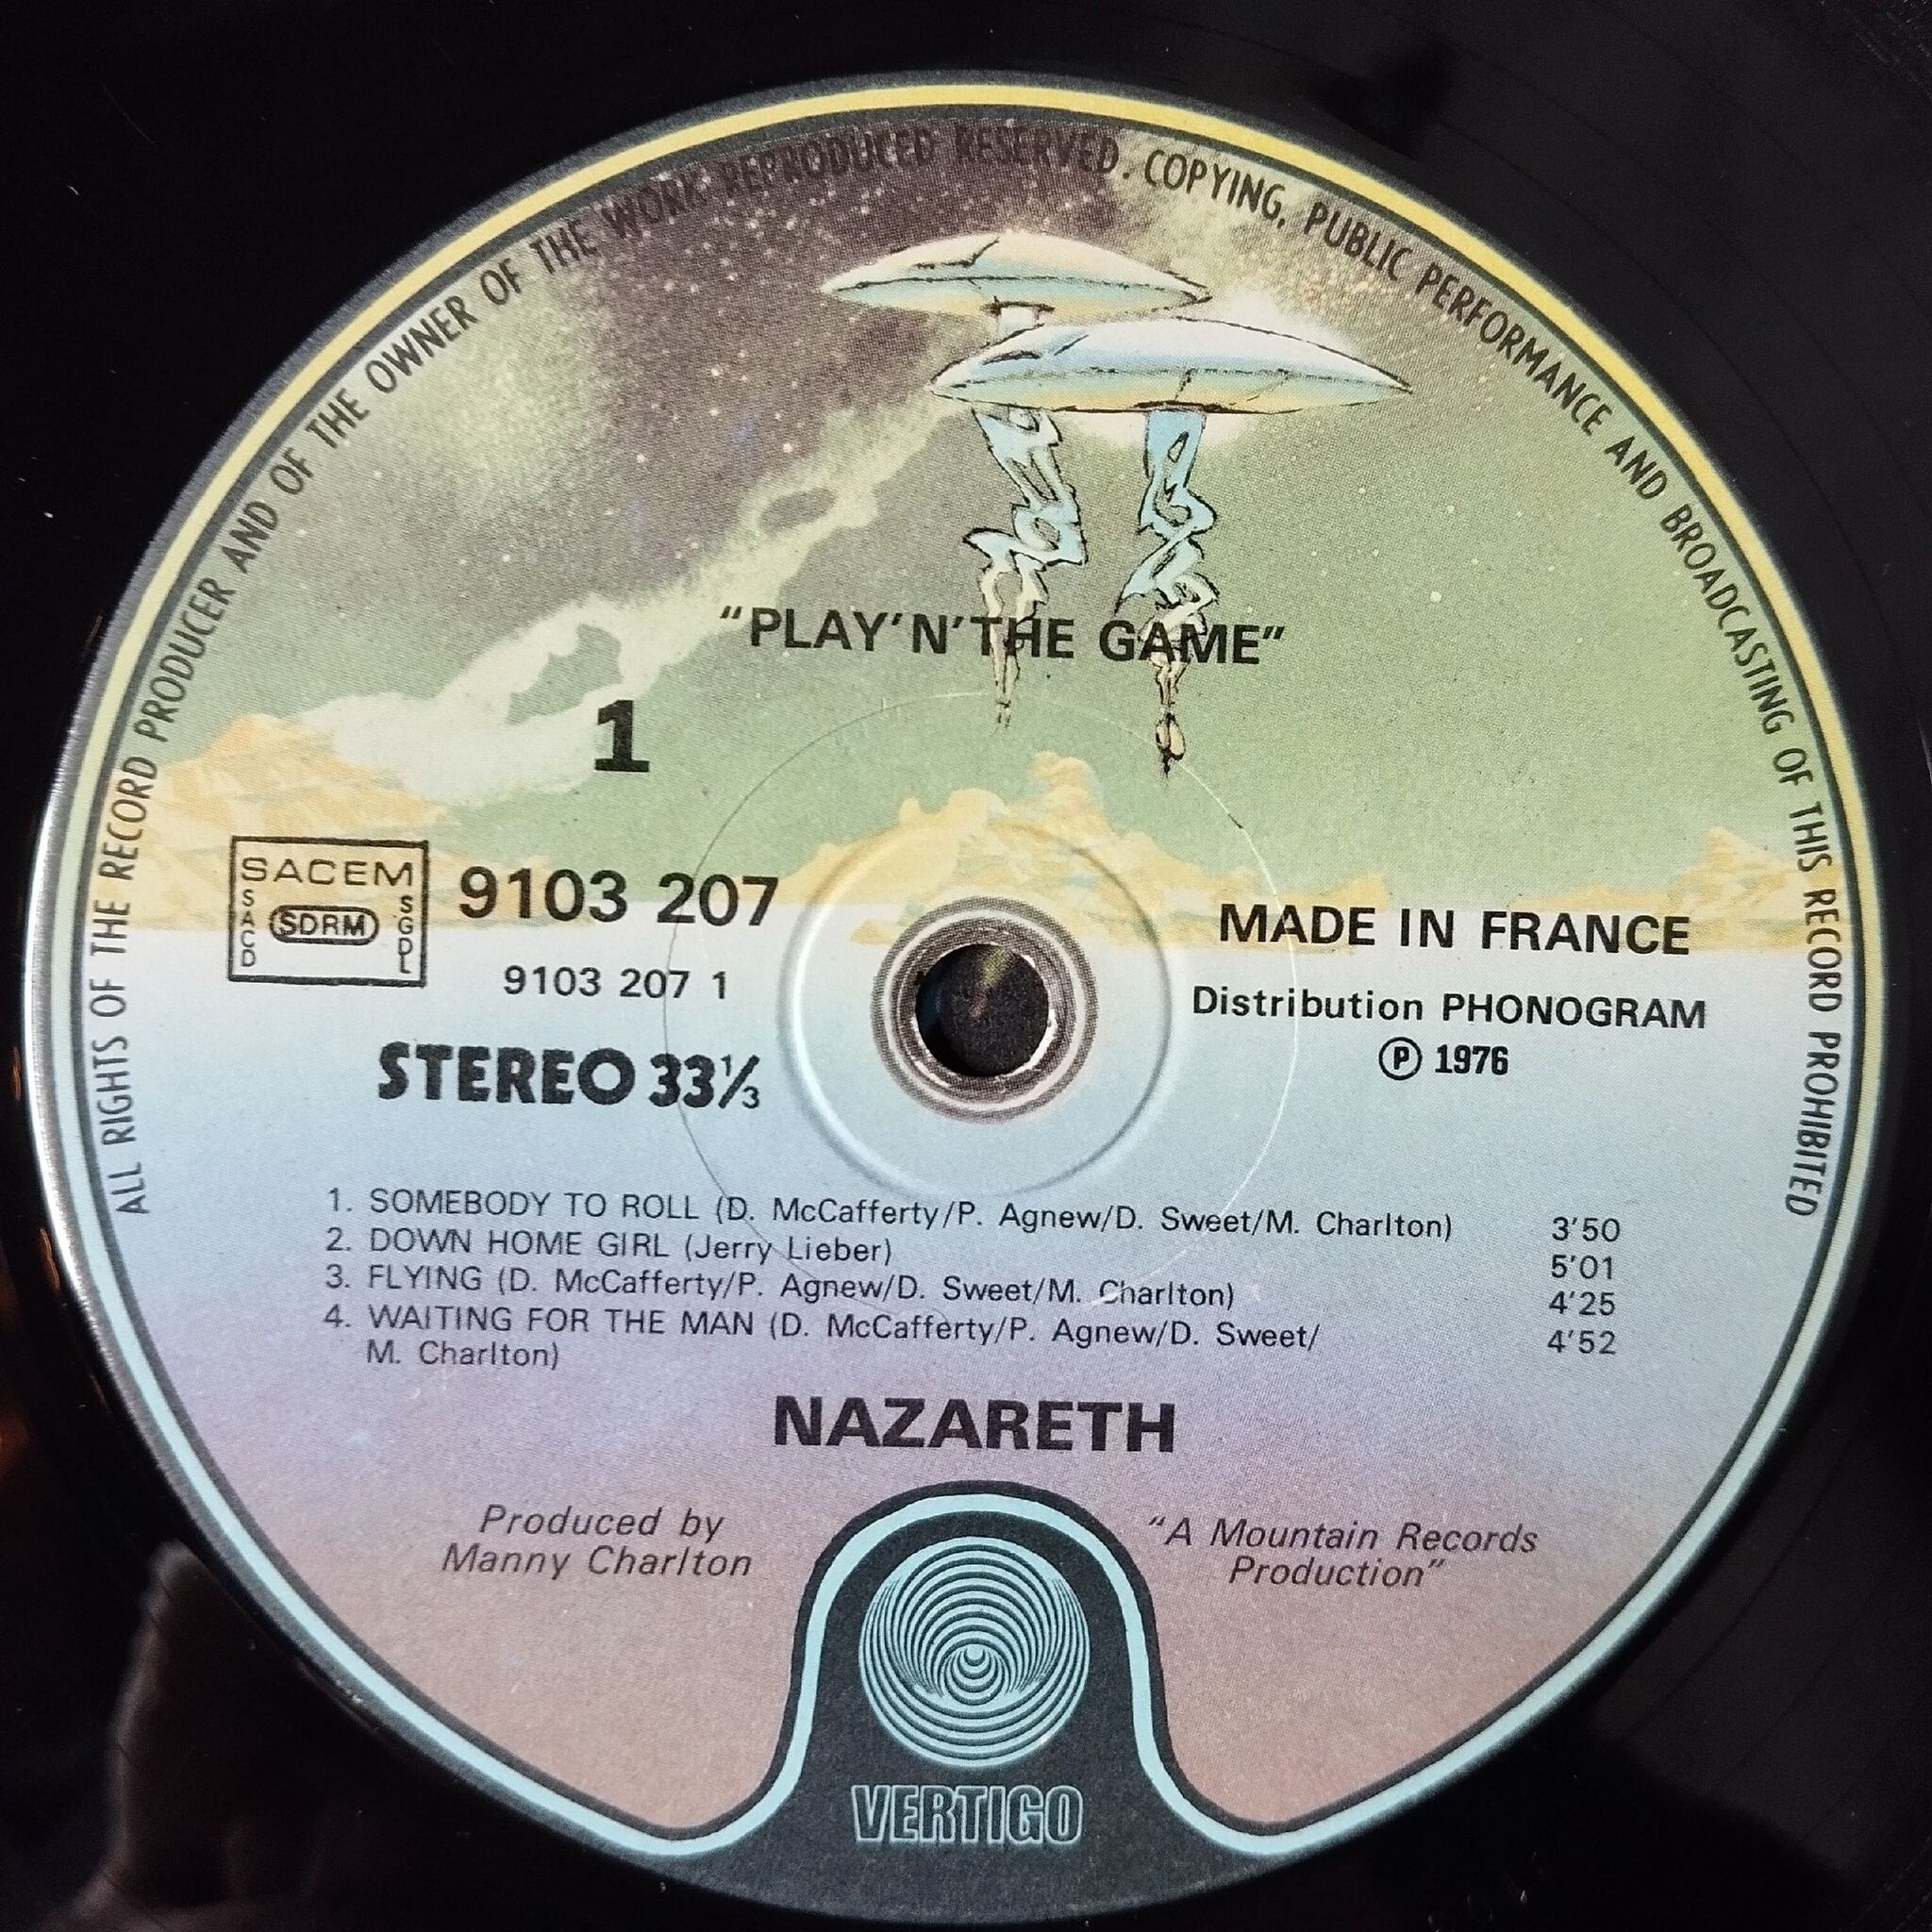 ALL RIGHTS OF THE RECORD PRODUCER AND OF THE OWNER OF THE WORK REPRODUCED RESERVED. COPYING, PUBLIC PERFORMANCE AND BROADCASTING OF THIS RECORD PROHIBITED
"PLAY'N'THE GAME"
1
SACEM
SACD
SDRM
SGDL
9103 207
9103 207 1
STEREO 33⅓
MADE IN FRANCE
Distribution PHONOGRAM
Ⓟ 1976
1. SOMEBODY TO ROLL (D. McCafferty/P. Agnew/D. Sweet/M. Charlton) 3'50
2. DOWN HOME GIRL (Jerry Lieber) 5'01
3. FLYING (D. McCafferty/P. Agnew/D. Sweet/M. Charlton) 4'25
4. WAITING FOR THE MAN (D. McCafferty/P. Agnew/D. Sweet/ 4'52
M. Charlton)
NAZARETH
Produced by
Manny Charlton
"A Mountain Records
Production"
VERTIGO